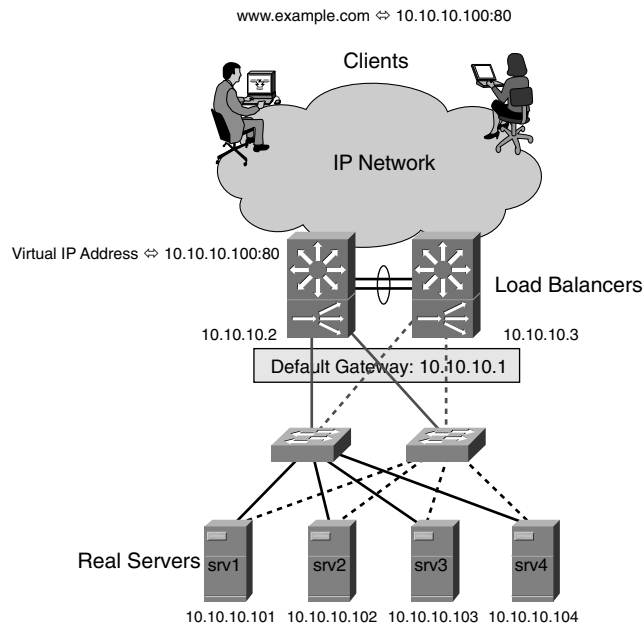 www.example.com ⇔ 10.10.10.100:80
Clients
IP Network
Virtual IP Address ⇔ 10.10.10.100:80
Load Balancers
10.10.10.2
10.10.10.3
Default Gateway: 10.10.10.1
Real Servers
srv1
srv2
srv3
srv4
10.10.10.101
10.10.10.102
10.10.10.103
10.10.10.104